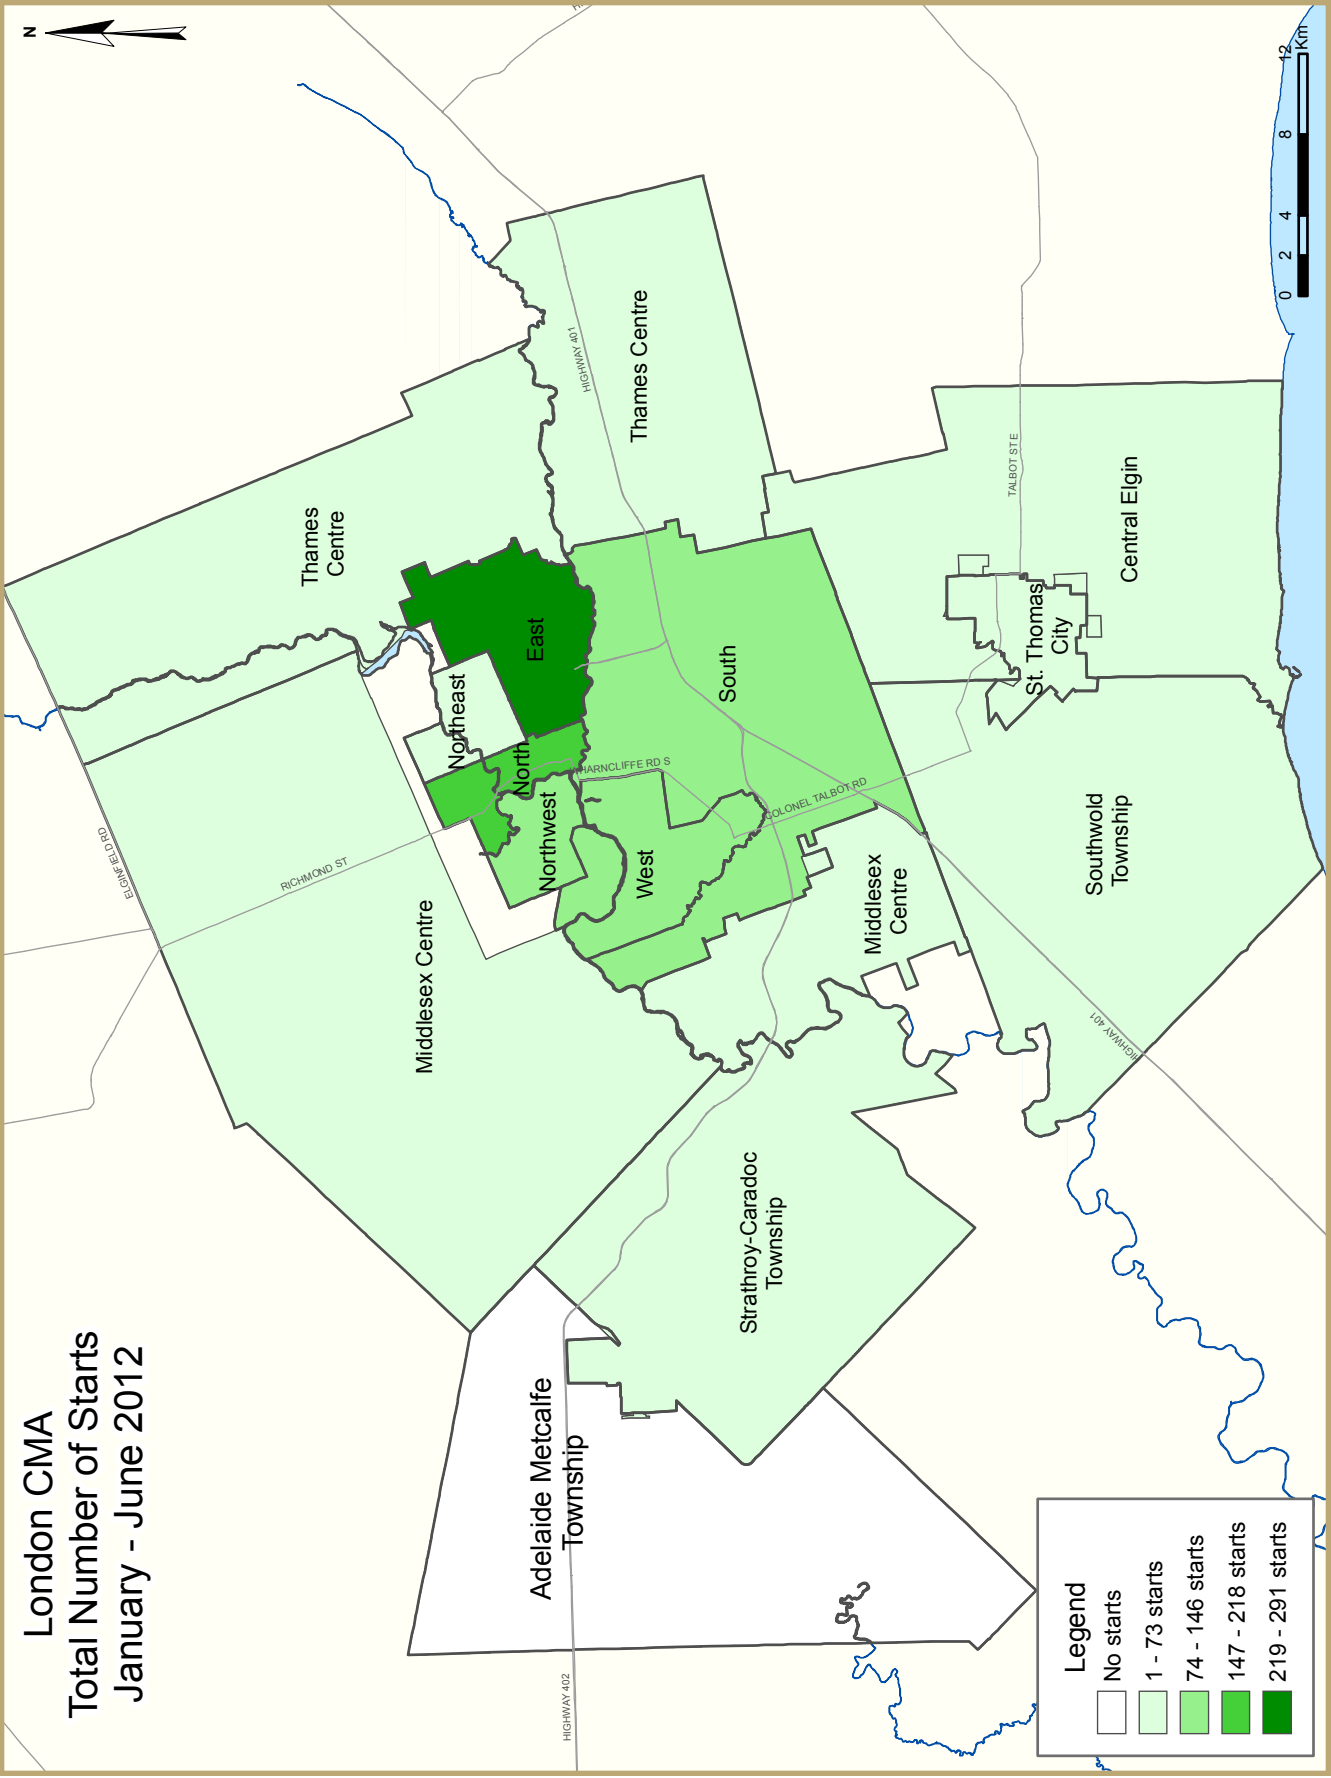 London CMA
Total Number of Starts
January - June 2012
N
ELGINFIELD RD
RICHMOND ST
Middlesex Centre
Thames
Centre
Northeast
North
Northwest
East
West
South
HIGHWAY 401
Thames Centre
WHARNCLIFFE RD S
COLONEL TALBOT RD
Middlesex
Centre
Adelaide Metcalfe
Township
HIGHWAY 402
Strathroy-Caradoc
Township
TALBOT ST E
St. Thomas
City
Central Elgin
Southwold
Township
HIGHWAY 401
Legend
No starts
1 - 73 starts
74 - 146 starts
147 - 218 starts
219 - 291 starts
0 2 4 8 12
Km